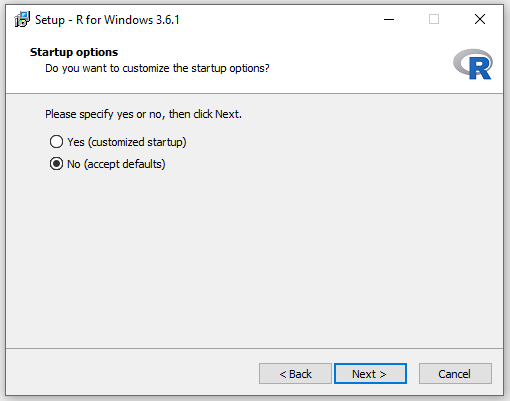 Setup - R for Windows 3.6.1
Startup options
Do you want to customize the startup options?
R
Please specify yes or no, then click Next.
Yes (customized startup)
No (accept defaults)
< Back Next > Cancel